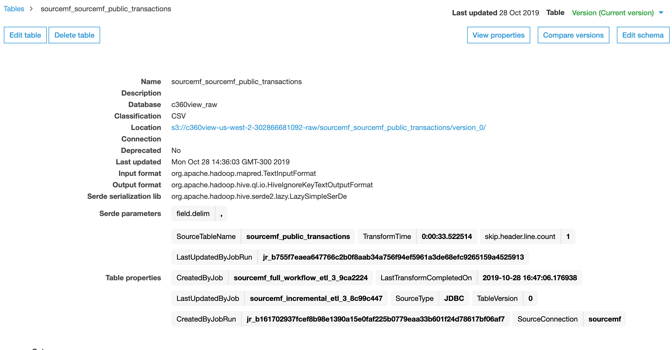 Tables > sourcemf_sourcemf_public_transactions
Last updated 28 Oct 2019 Table Version (Current version)
Edit table Delete table View properties Compare versions Edit schema
Name sourcemf_sourcemf_public_transactions
Description
Database c360view_raw
Classification CSV
Location s3://c360view-us-west-2-302866681092-raw/sourcemf_sourcemf_public_transactions/version_0/
Connection
Deprecated No
Last updated Mon Oct 28 14:36:03 GMT-300 2019
Input format org.apache.hadoop.mapred.TextInputFormat
Output format org.apache.hadoop.hive.ql.io.HiveIgnoreKeyTextOutputFormat
Serde serialization lib org.apache.hadoop.hive.serde2.lazy.LazySimpleSerDe
Serde parameters field.delim ,
SourceTableName sourcemf_public_transactions TransformTime 0:00:33.522514 skip.header.line.count 1
LastUpdatedByJobRun jr_b755f7eaea647766c2b0f8aab34a756f94ef5961a3de68efc9265159a4525913
Table properties CreatedByJob sourcemf_full_workflow_etl_3_9ca2224 LastTransformCompletedOn 2019-10-28 16:47:06.176938
LastUpdatedByJob sourcemf_incremental_etl_3_8c99c447 SourceType JDBC TableVersion 0
CreatedByJobRun jr_b161702937fcef8b98e1390a15e0faf225b0779eaa33b601f24d78617bf06af7 SourceConnection sourcemf